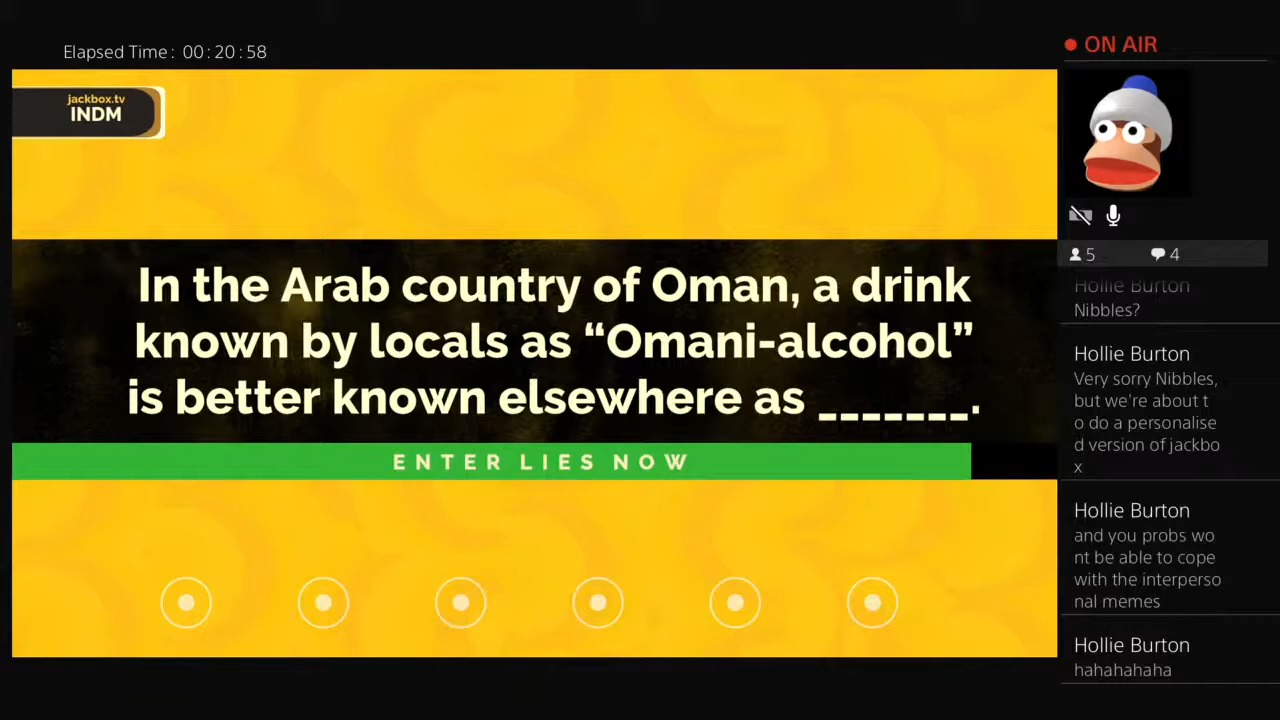 Elapsed Time: 00:20:58
ON AIR
jackbox.tv
INDM
In the Arab country of Oman, a drink
known by locals as “Omani-alcohol”
is better known elsewhere as _______.
ENTER LIES NOW
5
4
Hollie Burton
Nibbles?
Hollie Burton
Very sorry Nibbles,
but we're about t
o do a personalise
d version of jackbo
x
Hollie Burton
and you probs wo
nt be able to cope
with the interperso
nal memes
Hollie Burton
hahahahaha